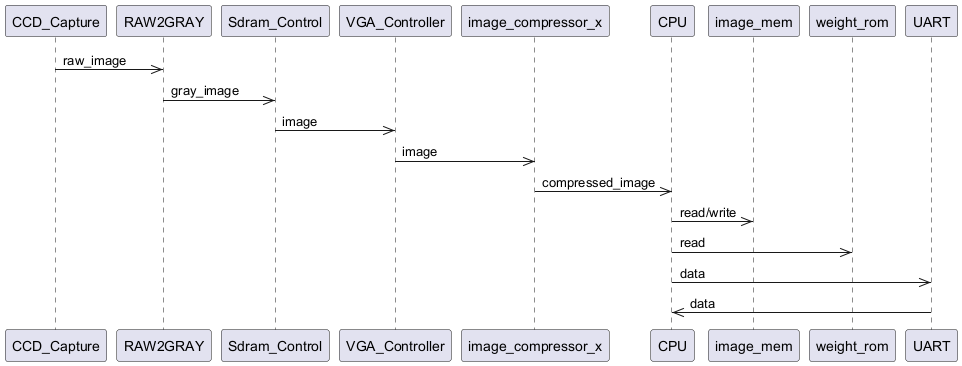 CCD_Capture RAW2GRAY Sdram_Control VGA_Controller image_compressor_x CPU image_mem weight_rom UART
raw_image
gray_image
image
image
compressed_image
read/write
read
data
data
CCD_Capture RAW2GRAY Sdram_Control VGA_Controller image_compressor_x CPU image_mem weight_rom UART